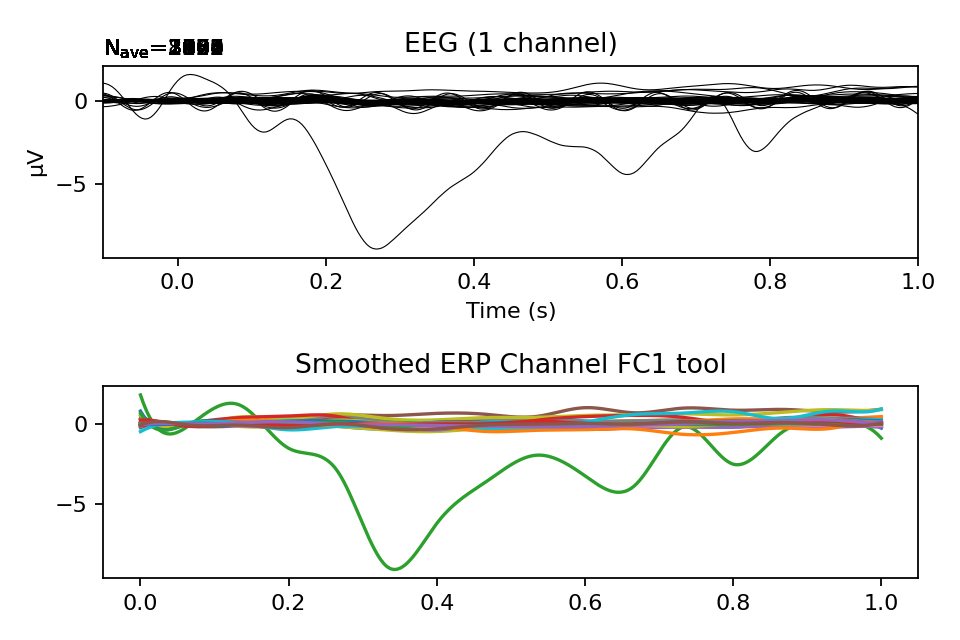 N_ave=
EEG (1 channel)
0
−5
µV
0.0 0.2 0.4 0.6 0.8 1.0
Time (s)
Smoothed ERP Channel FC1 tool
0
−5
0.0 0.2 0.4 0.6 0.8 1.0